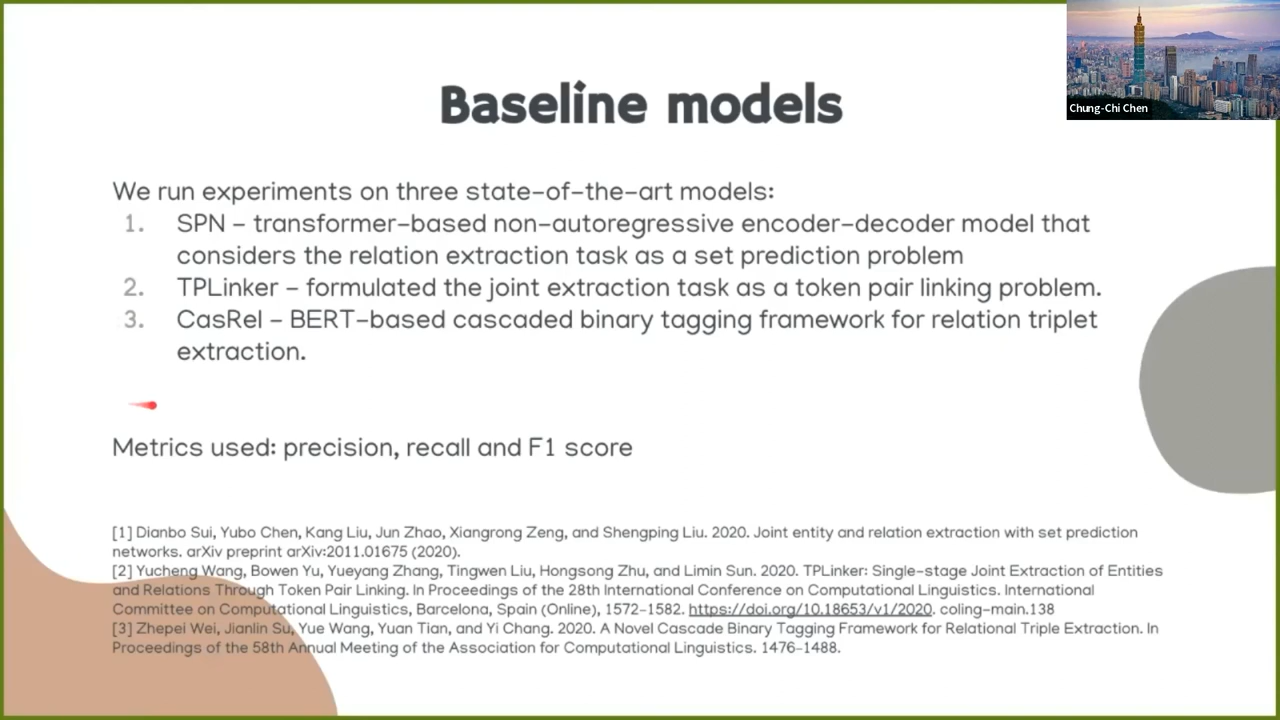 Chung-Chi Chen
Baseline models
We run experiments on three state-of-the-art models:
1. SPN - transformer-based non-autoregressive encoder-decoder model that
considers the relation extraction task as a set prediction problem
2. TPLinker - formulated the joint extraction task as a token pair linking problem.
3. CasRel - BERT-based cascaded binary tagging framework for relation triplet
extraction.
Metrics used: precision, recall and F1 score
[1] Dianbo Sui, Yubo Chen, Kang Liu, Jun Zhao, Xiangrong Zeng, and Shengping Liu. 2020. Joint entity and relation extraction with set prediction
networks. arXiv preprint arXiv:2011.01675 (2020).
[2] Yucheng Wang, Bowen Yu, Yueyang Zhang, Tingwen Liu, Hongsong Zhu, and Limin Sun. 2020. TPLinker: Single-stage Joint Extraction of Entities
and Relations Through Token Pair Linking. In Proceedings of the 28th International Conference on Computational Linguistics. International
Committee on Computational Linguistics, Barcelona, Spain (Online), 1572-1582. https://doi.org/10.18653/v1/2020. coling-main.138
[3] Zhepei Wei, Jianlin Su, Yue Wang, Yuan Tian, and Yi Chang. 2020. A Novel Cascade Binary Tagging Framework for Relational Triple Extraction. In
Proceedings of the 58th Annual Meeting of the Association for Computational Linguistics. 1476-1488.